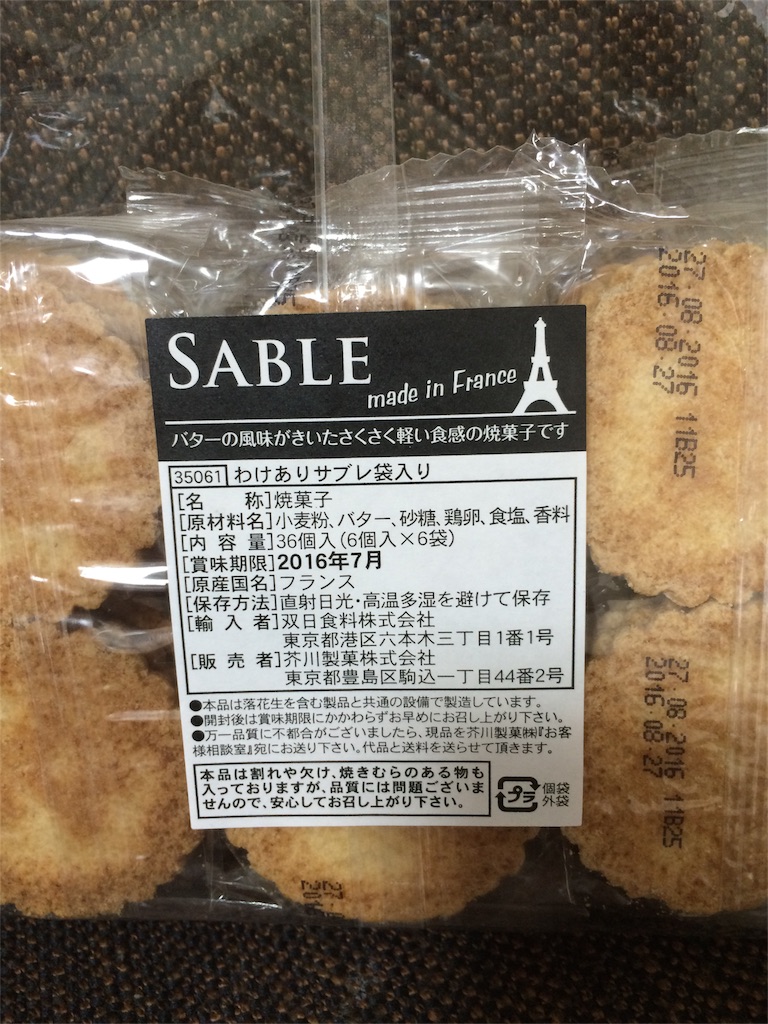 SABLE
made in France
バターの風味がきいたさくさく軽い食感の焼菓子です
35061 わけありサブレ袋入り
[名 称]焼菓子
[原材料名]小麦粉、バター、砂糖、鶏卵、食塩、香料
[内 容 量]36個入(6個入×6袋)
[賞味期限]2016年7月
[原産国名]フランス
[保存方法]直射日光・高温多湿を避けて保存
[輸 入 者]双日食料株式会社
東京都港区六本木三丁目1番1号
[販 売 者]芥川製菓株式会社
東京都豊島区駒込一丁目44番2号
●本品は落花生を含む製品と共通の設備で製造しています。
●開封後は賞味期限にかかわらずお早めにお召し上がり下さい。
●万一品質に不都合がございましたら、現品を芥川製菓㈱『お客
様相談室』宛にお送り下さい。代品と送料を送らせて頂きます。
本品は割れや欠け、焼きむらのある物も
入っておりますが、品質には問題ございま
せんので、安心してお召し上がり下さい。
プラ
個袋
外袋
27.08.2016 11B25
2016.08.27
27.08.2016 11B25
2016.08.27